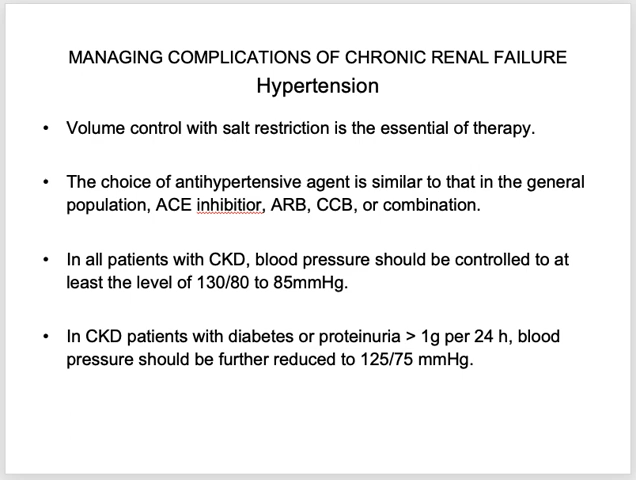 MANAGING COMPLICATIONS OF CHRONIC RENAL FAILURE
Hypertension
• Volume control with salt restriction is the essential of therapy.
• The choice of antihypertensive agent is similar to that in the general
population, ACE inhibitior, ARB, CCB, or combination.
• In all patients with CKD, blood pressure should be controlled to at
least the level of 130/80 to 85mmHg.
• In CKD patients with diabetes or proteinuria > 1g per 24 h, blood
pressure should be further reduced to 125/75 mmHg.